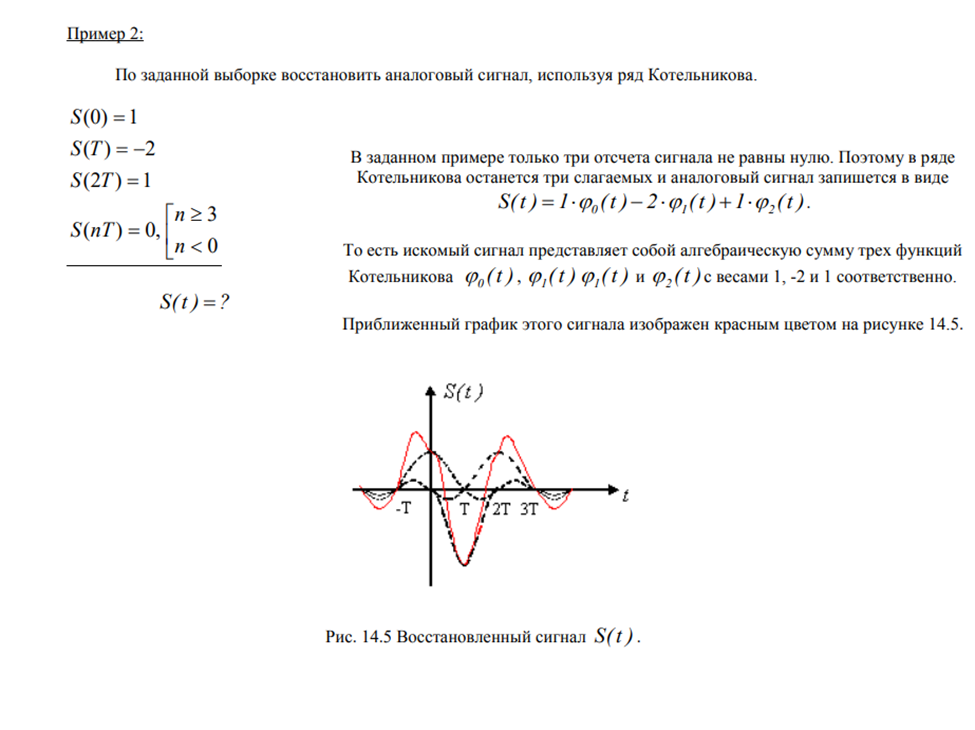 Пример 2:
По заданной выборке восстановить аналоговый сигнал, используя ряд Котельникова.
S(0) = 1
S(T) = −2
S(2T) = 1
S(nT) = 0, [ n ≥ 3
n < 0
S(t) = ?
В заданном примере только три отсчета сигнала не равны нулю. Поэтому в ряде
Котельникова останется три слагаемых и аналоговый сигнал запишется в виде
S(t) = 1·φ₀(t) − 2·φ₁(t) + 1·φ₂(t).
То есть искомый сигнал представляет собой алгебраическую сумму трех функций
Котельникова φ₀(t), φ₁(t) φ₁(t) и φ₂(t) с весами 1, -2 и 1 соответственно.
Приближенный график этого сигнала изображен красным цветом на рисунке 14.5.
S(t)
t
-T T 2T 3T
Рис. 14.5 Восстановленный сигнал S(t).